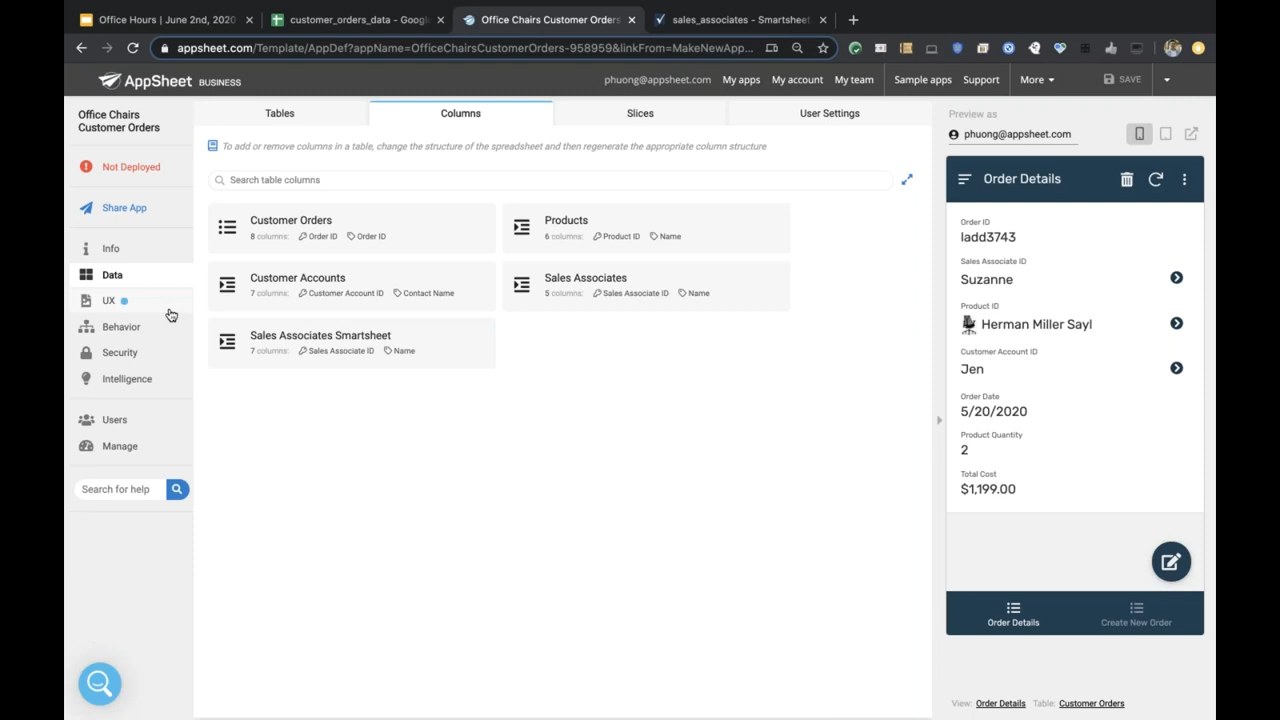 Office Hours | June 2nd, 2020
customer_orders_data - Google
Office Chairs Customer Orders
sales_associates - Smartsheet
appsheet.com/Template/AppDef?appName=OfficeChairsCustomerOrders-958959&linkFrom=MakeNewApp...
AppSheet BUSINESS
phuong@appsheet.com My apps My account My team Sample apps Support More SAVE
Office Chairs
Customer Orders
Not Deployed
Share App
Info
Data
UX
Behavior
Security
Intelligence
Users
Manage
Search for help
Tables Columns Slices User Settings
To add or remove columns in a table, change the structure of the spreadsheet and then regenerate the appropriate column structure
Search table columns
Customer Orders
8 columns: Order ID Order ID
Products
6 columns: Product ID Name
Customer Accounts
7 columns: Customer Account ID Contact Name
Sales Associates
5 columns: Sales Associate ID Name
Sales Associates Smartsheet
7 columns: Sales Associate ID Name
Preview as
phuong@appsheet.com
Order Details
Order ID
ladd3743
Sales Associate ID
Suzanne
Product ID
Herman Miller Sayl
Customer Account ID
Jen
Order Date
5/20/2020
Product Quantity
2
Total Cost
$1,199.00
Order Details
Create New Order
View: Order Details Table: Customer Orders